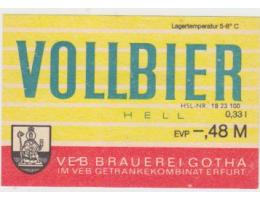 Lagertemperatur 5-8° C
VOLLBIER
HSL-NR. 18 23 100
HELL 0,33 l
EVP —,48 M
VEB BRAUEREI GOTHA
IM VEB GETRÄNKEKOMBINAT ERFURT